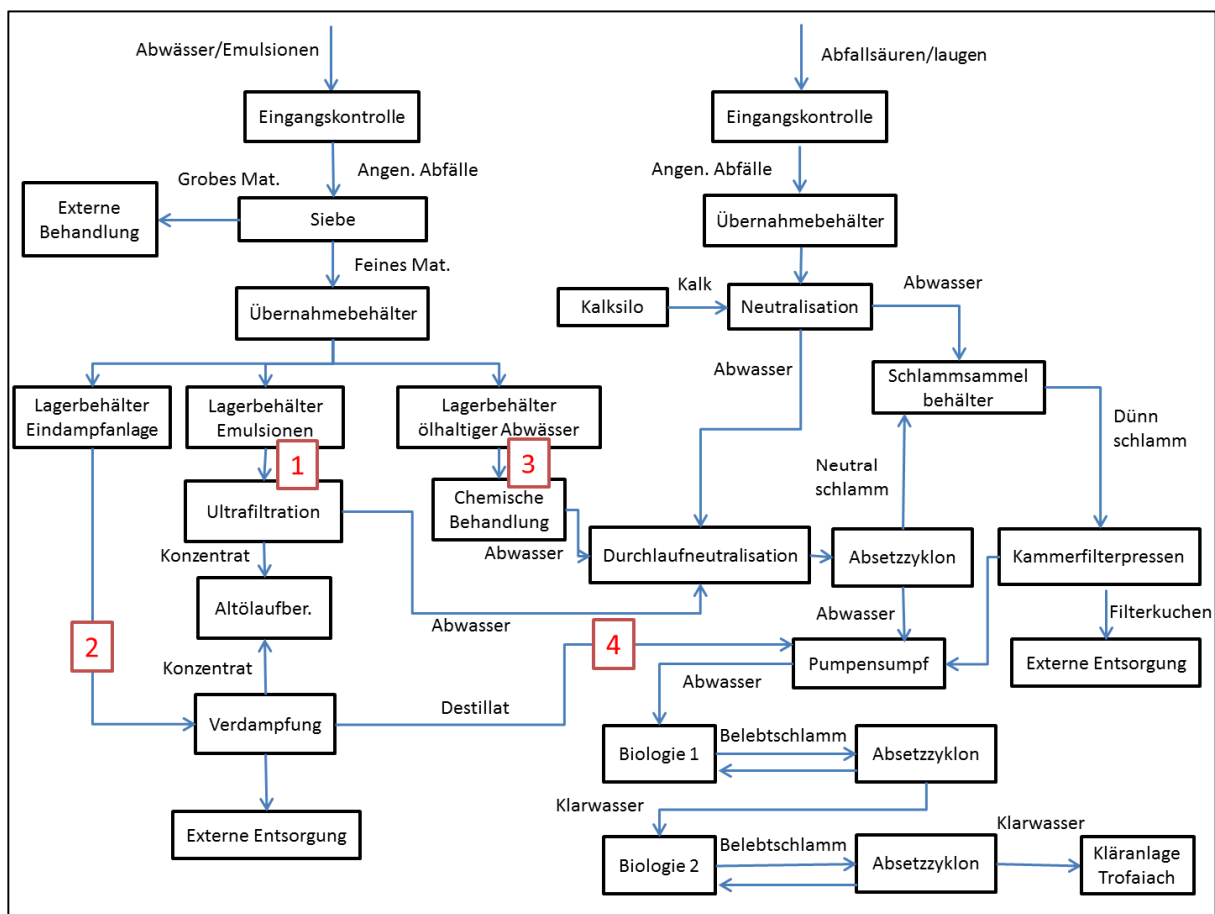 Abwässer/Emulsionen
Abfallsäuren/laugen
Eingangskontrolle
Eingangskontrolle
Angen. Abfälle
Angen. Abfälle
Grobes Mat.
Externe
Behandlung
Siebe
Übernahmebehälter
Feines Mat.
Kalk
Abwasser
Übernahmebehälter
Kalksilo
Neutralisation
Abwasser
Lagerbehälter
Eindampfanlage
Lagerbehälter
Emulsionen
Lagerbehälter
ölhaltiger Abwässer
Schlammsammel
behälter
Dünn
schlamm
1
3
Neutral
schlamm
Ultrafiltration
Chemische
Behandlung
Abwasser
Durchlaufneutralisation
Absetzzyklon
Kammerfilterpressen
Konzentrat
Altölaufber.
Abwasser
Abwasser
Filterkuchen
2
4
Konzentrat
Pumpensumpf
Externe Entsorgung
Abwasser
Verdampfung
Destillat
Biologie 1
Belebtschlamm
Absetzzyklon
Externe Entsorgung
Klarwasser
Klarwasser
Biologie 2
Belebtschlamm
Absetzzyklon
Kläranlage
Trofaiach